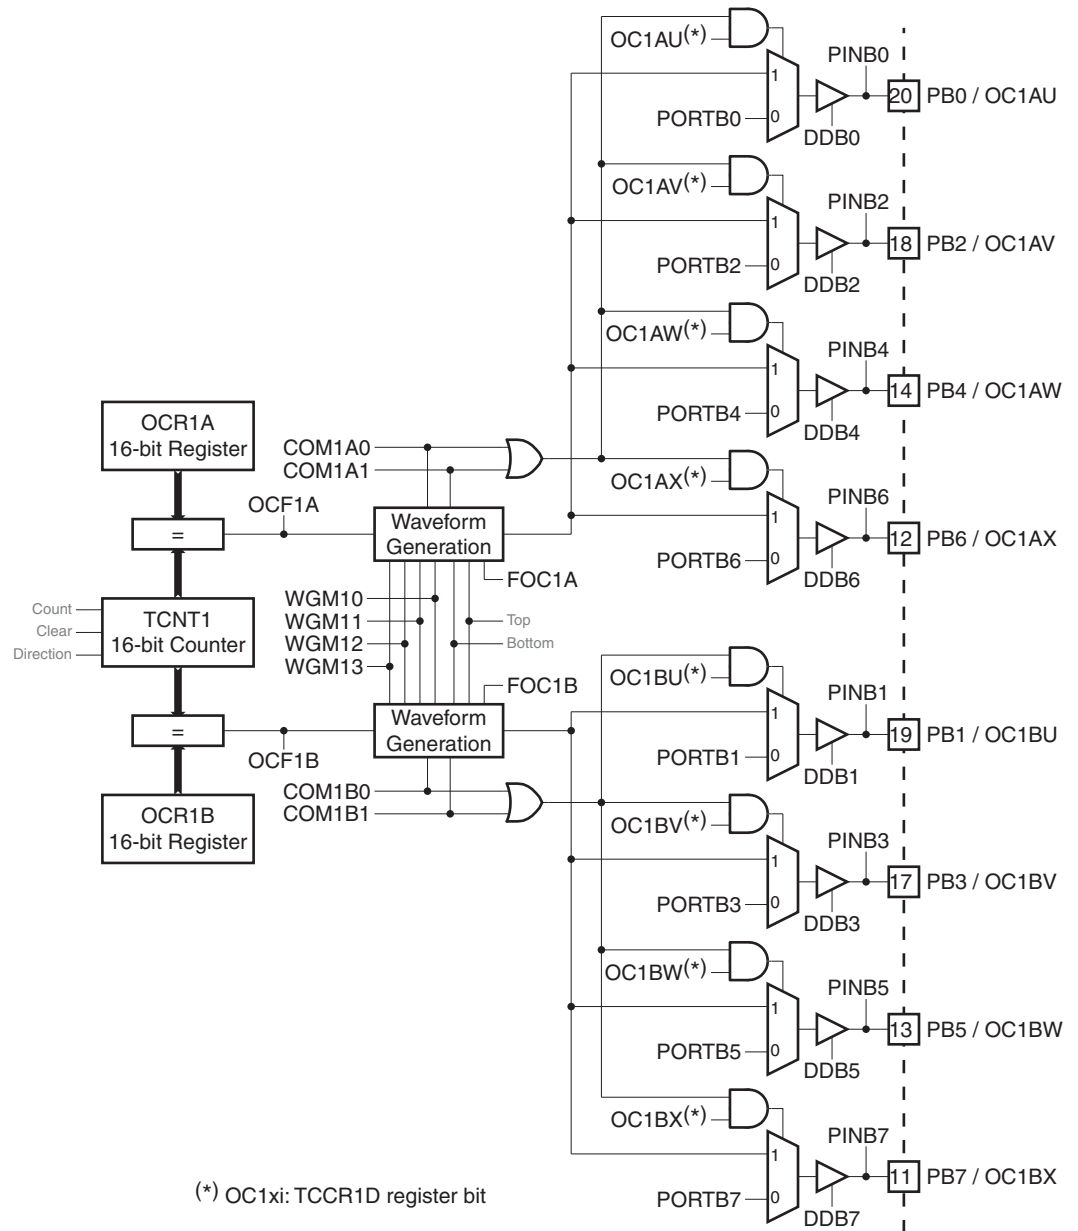 OC1AU(*)
PINB0
20 PB0 / OC1AU
1
PORTB0
0
DDB0
OC1AV(*)
PINB2
18 PB2 / OC1AV
1
PORTB2
0
DDB2
OC1AW(*)
PINB4
14 PB4 / OC1AW
1
PORTB4
0
DDB4
OC1AX(*)
PINB6
12 PB6 / OC1AX
1
PORTB6
0
DDB6
OCR1A
16-bit Register
COM1A0
COM1A1
OCF1A
=
Waveform
Generation
FOC1A
Count
Clear
Direction
TCNT1
16-bit Counter
WGM10
WGM11
WGM12
WGM13
Top
Bottom
FOC1B
=
OCF1B
Waveform
Generation
COM1B0
COM1B1
OCR1B
16-bit Register
OC1BU(*)
PINB1
19 PB1 / OC1BU
1
PORTB1
0
DDB1
OC1BV(*)
PINB3
17 PB3 / OC1BV
1
PORTB3
0
DDB3
OC1BW(*)
PINB5
13 PB5 / OC1BW
1
PORTB5
0
DDB5
OC1BX(*)
PINB7
11 PB7 / OC1BX
1
PORTB7
0
DDB7
(*) OC1xi: TCCR1D register bit